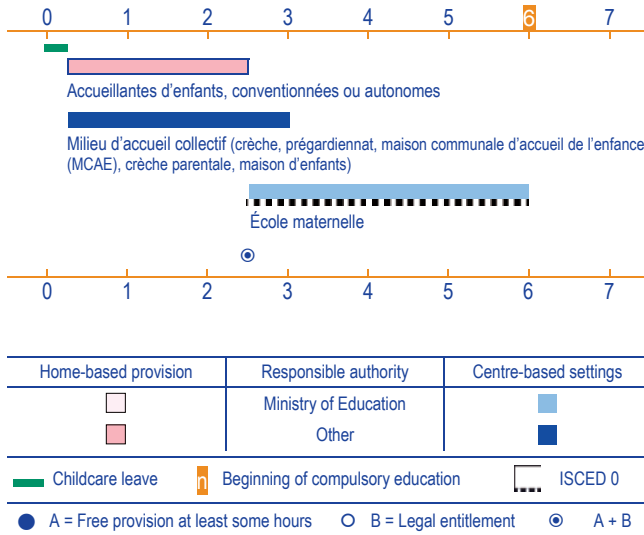 0 1 2 3 4 5 6 7
Accueillantes d'enfants, conventionnées ou autonomes
Milieu d'accueil collectif (crèche, prégardiennat, maison communale d'accueil de l'enfance
(MCAE), crèche parentale, maison d'enfants)
École maternelle
0 1 2 3 4 5 6 7
Home-based provision Responsible authority Centre-based settings
Ministry of Education
Other
Childcare leave n Beginning of compulsory education ISCED 0
A = Free provision at least some hours B = Legal entitlement A + B